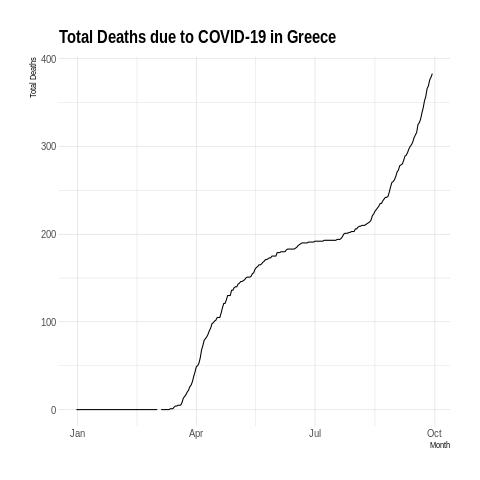 Total Deaths due to COVID-19 in Greece
Total Deaths
400
300
200
100
0
Jan Apr Jul Oct
Month